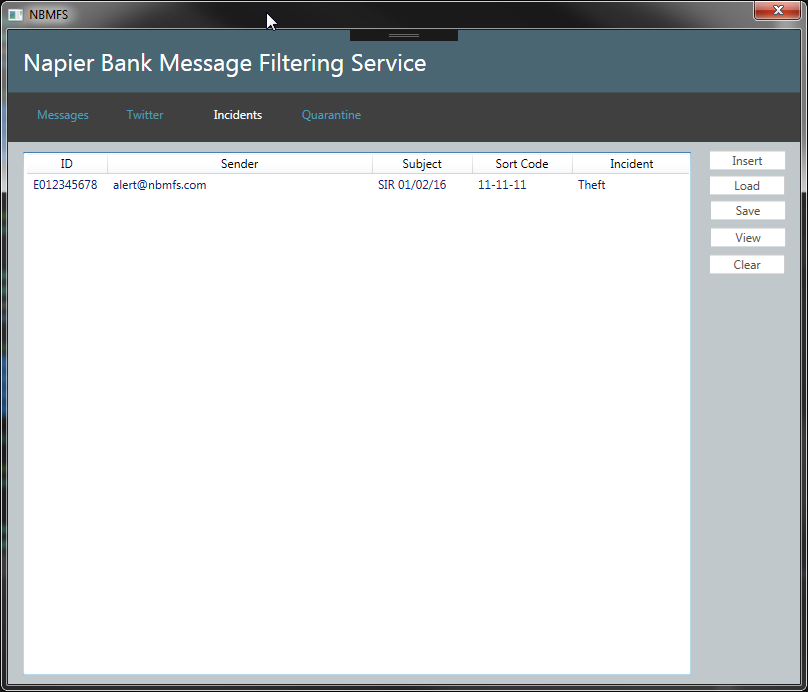 NBMFS
Napier Bank Message Filtering Service
Messages Twitter Incidents Quarantine
ID Sender Subject Sort Code Incident
E012345678 alert@nbmfs.com SIR 01/02/16 11-11-11 Theft
Insert
Load
Save
View
Clear